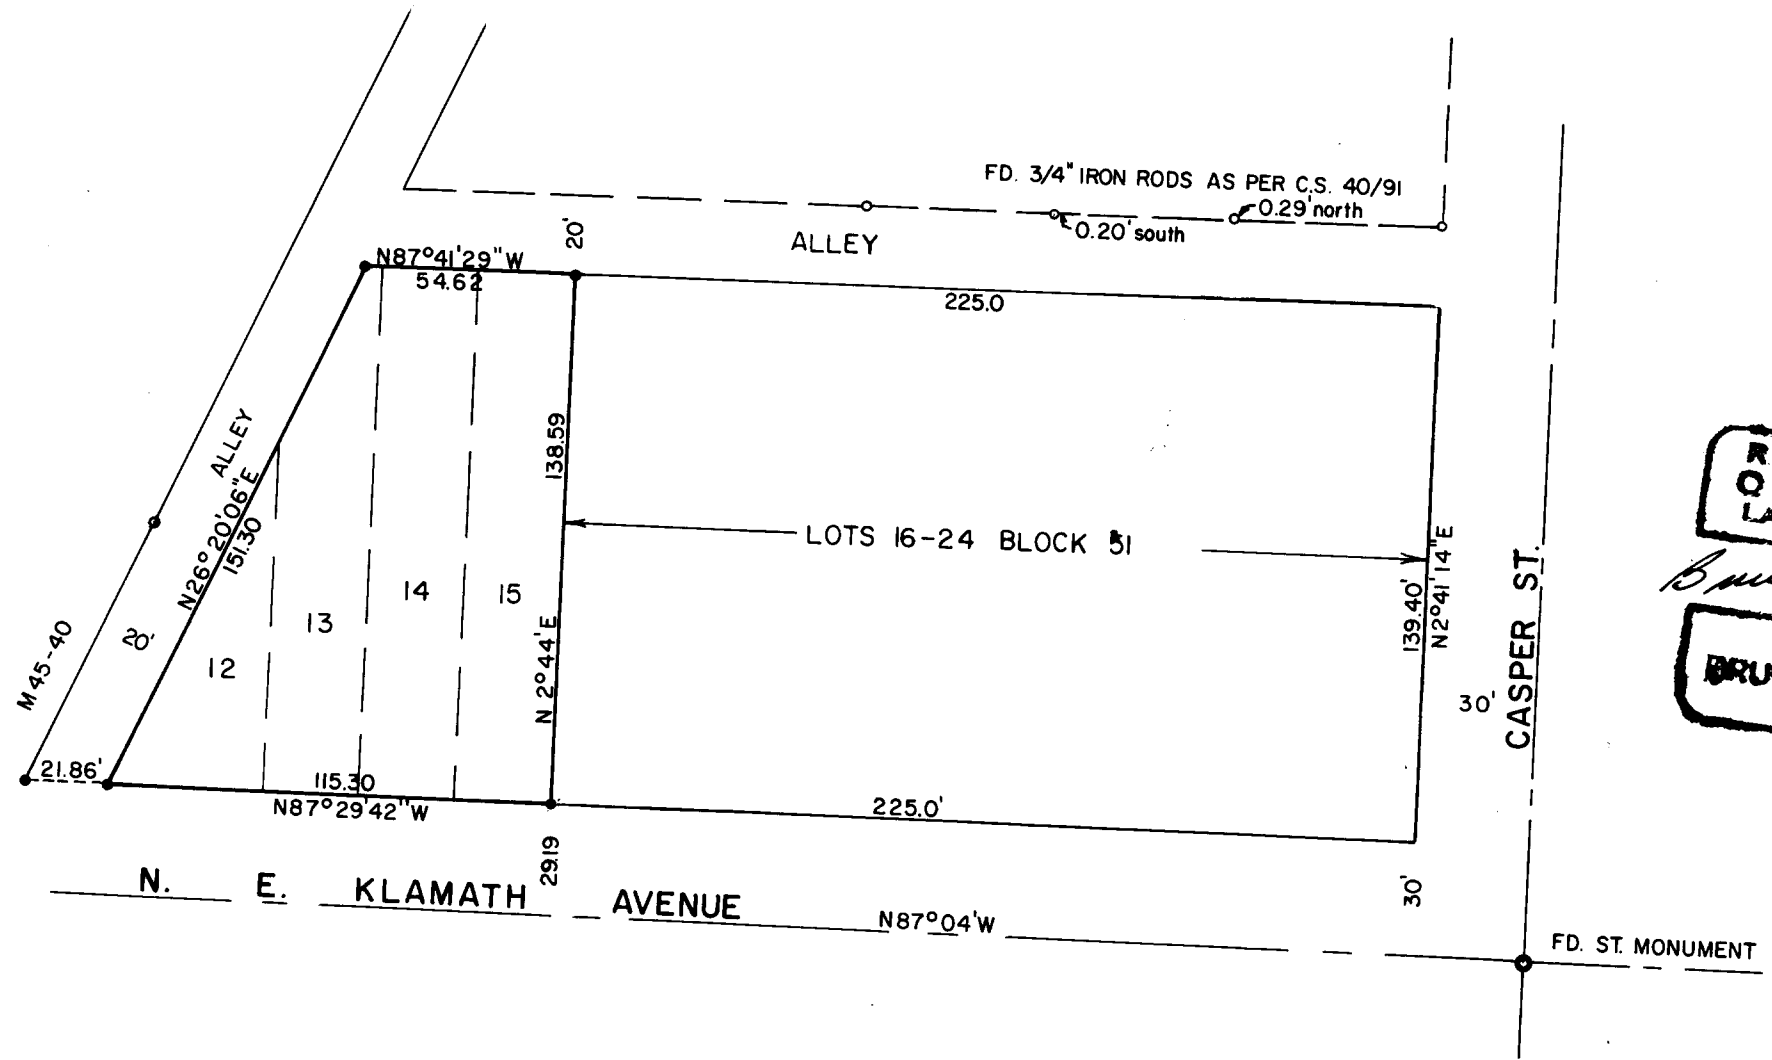 FD. 3/4" IRON RODS AS PER C.S. 40/91
0.29' north
0.20' south
20'
ALLEY
N87°41'29"W
54.62
225.0
ALLEY
N26°20'06"E
151.30
138.59
N 2°44'E
LOTS 16-24 BLOCK 51
139.40'
N2°41'14"E
CASPER ST.
30'
M 45-40
20'
12
13
14
15
21.86'
115.30
N87°29'42"W
225.0'
29.19
30'
N. E. KLAMATH AVENUE
N87°04'W
FD. ST. MONUMENT